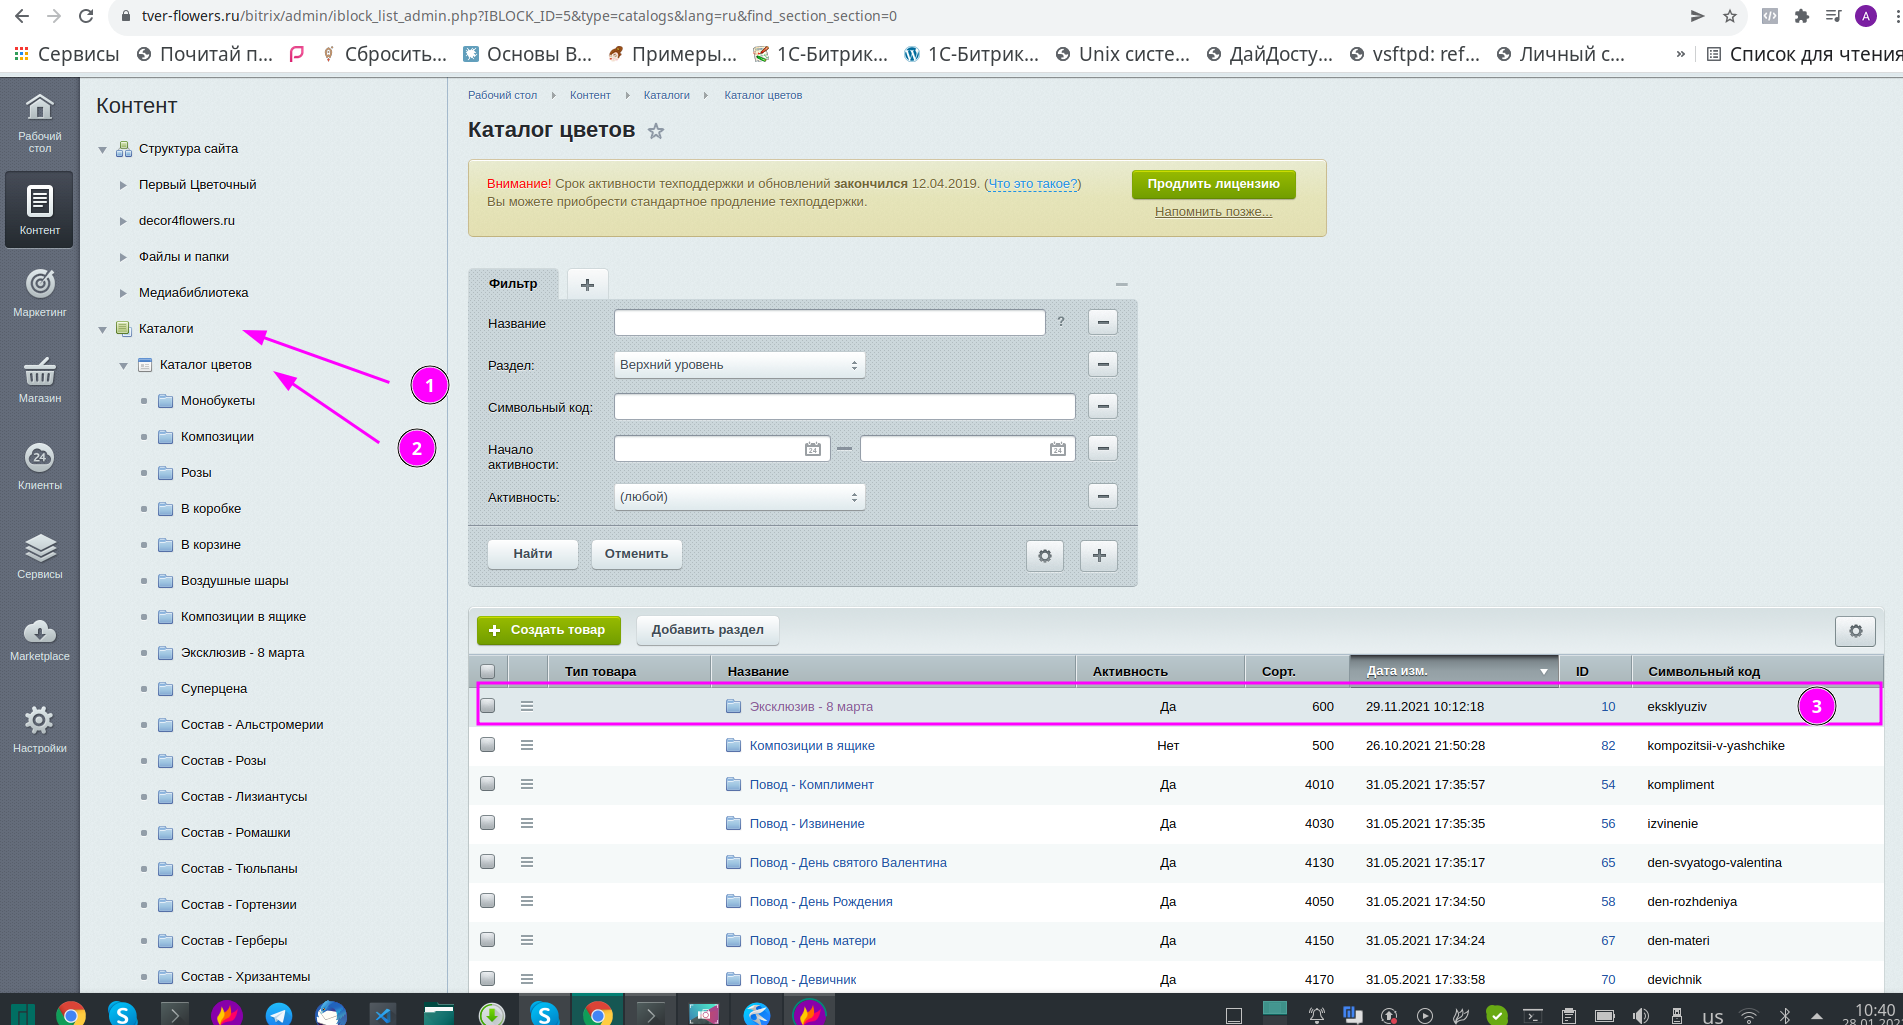 tver-flowers.ru/bitrix/admin/iblock_list_admin.php?IBLOCK_ID=5&type=catalogs&lang=ru&find_section_section=0
A
Сервисы
Почитай п...
Сбросить...
Основы В...
Примеры...
1С-Битрик...
1С-Битрик...
Unix систе...
ДайДосту...
vsftpd: ref...
Личный с...
»
Список для чтения
Рабочий
стол
Контент
Маркетинг
Магазин
24
Клиенты
Сервисы
Marketplace
Настройки
Контент
Структура сайта
Первый Цветочный
decor4flowers.ru
Файлы и папки
Медиабиблиотека
Каталоги
Каталог цветов
Монобукеты
Композиции
Розы
В коробке
В корзине
Воздушные шары
Композиции в ящике
Эксклюзив - 8 марта
Суперцена
Состав - Альстромерии
Состав - Розы
Состав - Лизиантусы
Состав - Ромашки
Состав - Тюльпаны
Состав - Гортензии
Состав - Герберы
Состав - Хризантемы
1
2
Рабочий стол Контент Каталоги Каталог цветов
Каталог цветов
Внимание! Срок активности техподдержки и обновлений закончился 12.04.2019. (Что это такое?)
Вы можете приобрести стандартное продление техподдержки.
Продлить лицензию
Напомнить позже...
Фильтр
Название
?
Раздел: Верхний уровень
Символьный код:
Начало
активности:
24
24
Активность: (любой)
Найти Отменить
Создать товар Добавить раздел
Тип товара Название Активность Сорт. Дата изм. ID Символьный код
Эксклюзив - 8 марта Да 600 29.11.2021 10:12:18 10 eksklyuziv 3
Композиции в ящике Нет 500 26.10.2021 21:50:28 82 kompozitsii-v-yashchike
Повод - Комплимент Да 4010 31.05.2021 17:35:57 54 kompliment
Повод - Извинение Да 4030 31.05.2021 17:35:35 56 izvinenie
Повод - День святого Валентина Да 4130 31.05.2021 17:35:17 65 den-svyatogo-valentina
Повод - День Рождения Да 4050 31.05.2021 17:34:50 58 den-rozhdeniya
Повод - День матери Да 4150 31.05.2021 17:34:24 67 den-materi
Повод - Девичник Да 4170 31.05.2021 17:33:58 70 devichnik
us
10:40